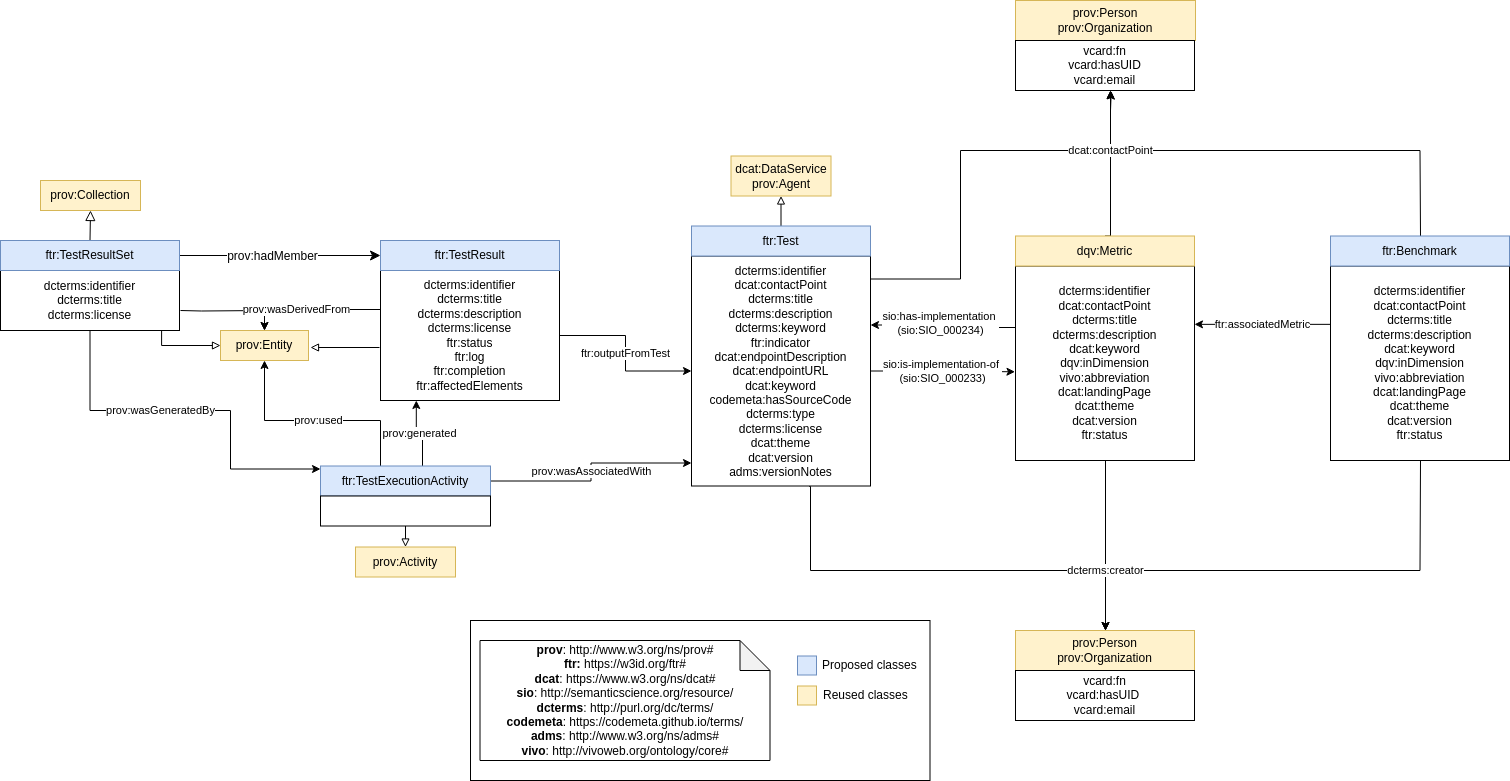 prov:Person
prov:Organization
vcard:fn
vcard:hasUID
vcard:email
dcat:contactPoint
dcat:DataService
prov:Agent
prov:Collection
ftr:TestResultSet
dcterms:identifier
dcterms:title
dcterms:license
prov:hadMember
ftr:TestResult
dcterms:identifier
dcterms:title
dcterms:description
dcterms:license
ftr:status
ftr:log
ftr:completion
ftr:affectedElements
prov:wasDerivedFrom
prov:Entity
prov:wasGeneratedBy
prov:used
prov:generated
ftr:outputFromTest
ftr:TestExecutionActivity
prov:wasAssociatedWith
prov:Activity
ftr:Test
dcterms:identifier
dcat:contactPoint
dcterms:title
dcterms:description
dcterms:keyword
ftr:indicator
dcat:endpointDescription
dcat:endpointURL
dcat:keyword
codemeta:hasSourceCode
dcterms:type
dcterms:license
dcat:theme
dcat:version
adms:versionNotes
sio:has-implementation
(sio:SIO_000234)
sio:is-implementation-of
(sio:SIO_000233)
dqv:Metric
dcterms:identifier
dcat:contactPoint
dcterms:title
dcterms:description
dcat:keyword
dqv:inDimension
vivo:abbreviation
dcat:landingPage
dcat:theme
dcat:version
ftr:status
ftr:associatedMetric
ftr:Benchmark
dcterms:identifier
dcat:contactPoint
dcterms:title
dcterms:description
dcat:keyword
dqv:inDimension
vivo:abbreviation
dcat:landingPage
dcat:theme
dcat:version
ftr:status
dcterms:creator
prov:Person
prov:Organization
vcard:fn
vcard:hasUID
vcard:email
prov: http://www.w3.org/ns/prov#
ftr: https://w3id.org/ftr#
dcat: https://www.w3.org/ns/dcat#
sio: http://semanticscience.org/resource/
dcterms: http://purl.org/dc/terms/
codemeta: https://codemeta.github.io/terms/
adms: http://www.w3.org/ns/adms#
vivo: http://vivoweb.org/ontology/core#
Proposed classes
Reused classes